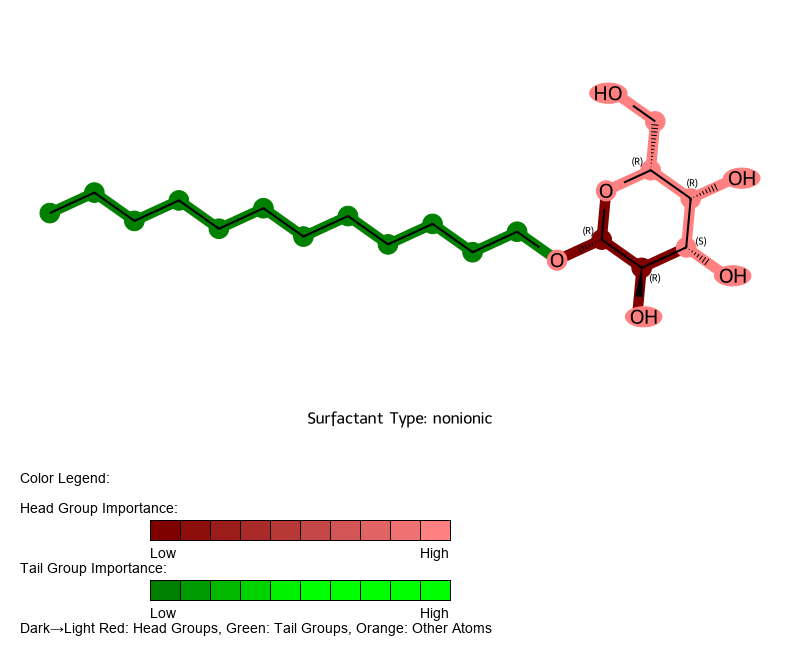 HO
(R)
(R)
OH
O
(R)
(S)
O
(R)
OH
OH
Surfactant Type: nonionic
Color Legend:
Head Group Importance:
Low High
Tail Group Importance:
Low High
Dark→Light Red: Head Groups, Green: Tail Groups, Orange: Other Atoms